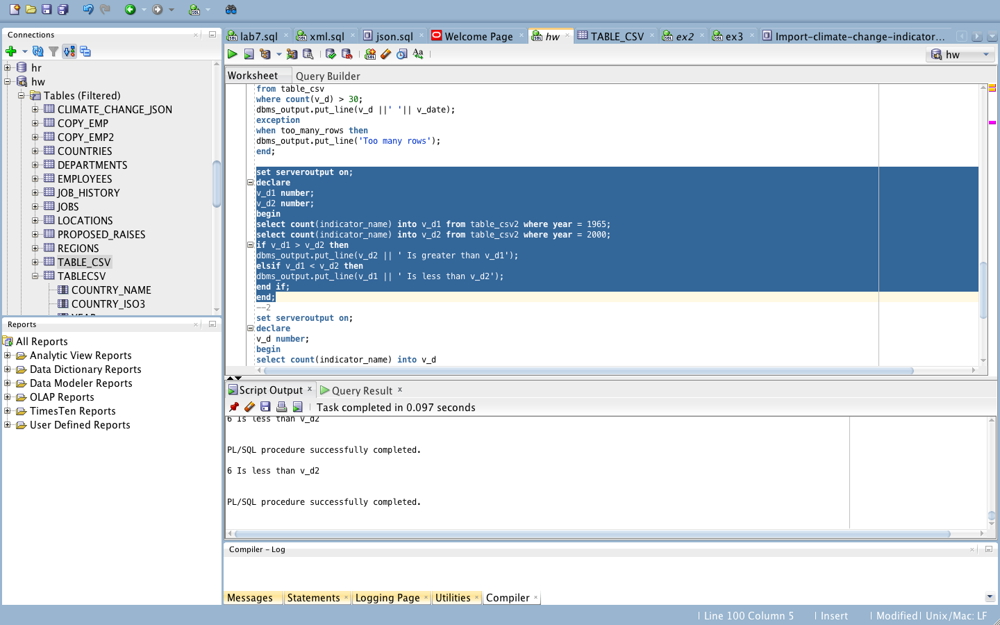 lab7.sql
xml.sql
json.sql
Welcome Page
hw
TABLE_CSV
ex2
ex3
Import-climate-change-indicator...
hw
Connections
hr
hw
Tables (Filtered)
CLIMATE_CHANGE_JSON
COPY_EMP
COPY_EMP2
COUNTRIES
DEPARTMENTS
EMPLOYEES
JOB_HISTORY
JOBS
LOCATIONS
PROPOSED_RAISES
REGIONS
TABLE_CSV
TABLECSV
COUNTRY_NAME
COUNTRY_ISO3
Reports
All Reports
Analytic View Reports
Data Dictionary Reports
Data Modeler Reports
OLAP Reports
TimesTen Reports
User Defined Reports
Worksheet
Query Builder
from table_csv
where count(v_d) > 30;
dbms_output.put_line(v_d ||' '|| v_date);
exception
when too_many_rows then
dbms_output.put_line('Too many rows');
end;
set serveroutput on;
declare
v_d1 number;
v_d2 number;
begin
select count(indicator_name) into v_d1 from table_csv2 where year = 1965;
select count(indicator_name) into v_d2 from table_csv2 where year = 2000;
if v_d1 > v_d2 then
dbms_output.put_line(v_d2 || ' Is greater than v_d1');
elsif v_d1 < v_d2 then
dbms_output.put_line(v_d1 || ' Is less than v_d2');
end if;
end;
--2
set serveroutput on;
declare
v_d number;
begin
select count(indicator_name) into v_d
Script Output
Query Result
Task completed in 0.097 seconds
6 Is less than v_d2
PL/SQL procedure successfully completed.
6 Is less than v_d2
PL/SQL procedure successfully completed.
Compiler - Log
Messages
Statements
Logging Page
Utilities
Compiler
Line 100 Column 5
Insert
Modified
Unix/Mac: LF